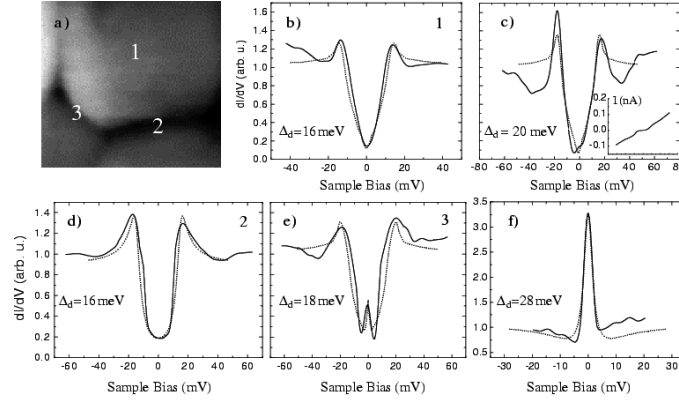 a)
1
3
2
b)
1
dI/dV (arb. u.)
1.6
1.4
1.2
1.0
0.8
0.6
0.4
0.2
0.0
Δd=16 meV
-40 -20 0 20 40
Sample Bias (mV)
c)
Δd = 20 meV
I(nA)
0.1
0.0
-0.1
-80 -60 -40 -20 0 20 40 60 80
Sample Bias (mV)
d)
2
dI/dV (arb. u.)
1.4
1.2
1.0
0.8
0.6
0.4
0.2
0.0
Δd=16 meV
-60 -40 -20 0 20 40 60
Sample Bias (mV)
e)
3
Δd=18 meV
-60 -40 -20 0 20 40 60
Sample Bias (mV)
f)
3.5
3.0
2.5
2.0
1.5
1.0
0.5
Δd=28 meV
-30 -20 -10 0 10 20 30
Sample Bias (mV)